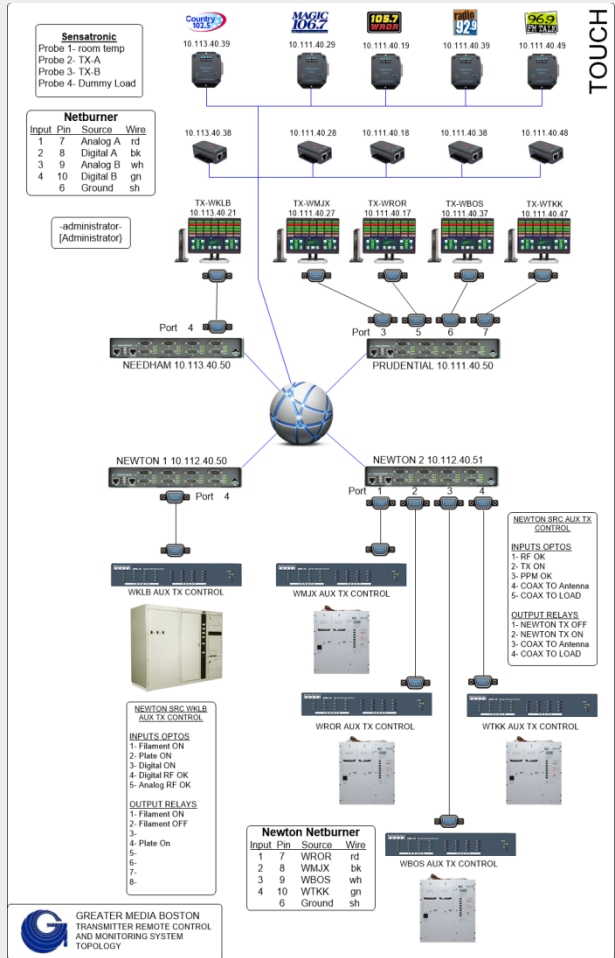 TOUCH
Sensatronic
Probe 1- room temp
Probe 2- TX-A
Probe 3- TX-B
Probe 4- Dummy Load
Country
102.5
MAGIC
106.7
105.7
WROR
radio
92.9
96.9
FM TALK
10.113.40.39
10.111.40.29
10.111.40.19
10.111.40.39
10.111.40.49
Netburner
Input Pin Source Wire
1 7 Analog A rd
2 8 Digital A bk
3 9 Analog B wh
4 10 Digital B gn
6 Ground sh
10.113.40.38
10.111.40.28
10.111.40.18
10.111.40.38
10.111.40.48
-administrator-
[Administrator}
TX-WKLB
10.113.40.21
TX-WMJX
10.111.40.27
TX-WROR
10.111.40.17
TX-WBOS
10.111.40.37
TX-WTKK
10.111.40.47
Port 4
Port 3 5 6 7
NEEDHAM 10.113.40.50
PRUDENTIAL 10.111.40.50
NEWTON 1 10.112.40.50
NEWTON 2 10.112.40.51
Port 4
Port 1 2 3 4
WKLB AUX TX CONTROL
WMJX AUX TX CONTROL
NEWTON SRC AUX TX
CONTROL
INPUTS OPTOS
1- RF OK
2- TX ON
3- PPM OK
4- COAX TO Antenna
5- COAX TO LOAD
OUTPUT RELAYS
1- NEWTON TX OFF
2- NEWTON TX ON
3- COAX TO Antenna
4- COAX TO LOAD
WROR AUX TX CONTROL
WTKK AUX TX CONTROL
NEWTON SRC WKLB
AUX TX CONTROL
INPUTS OPTOS
1- Filament ON
2- Plate ON
3- Digital ON
4- Digital RF OK
5- Analog RF OK
OUTPUT RELAYS
1- Filament ON
2- Filament OFF
3-
4- Plate On
5-
6-
7-
8-
Newton Netburner
Input Pin Source Wire
1 7 WROR rd
2 8 WMJX bk
3 9 WBOS wh
4 10 WTKK gn
6 Ground sh
WBOS AUX TX CONTROL
GREATER MEDIA BOSTON
TRANSMITTER REMOTE CONTROL
AND MONITORING SYSTEM
TOPOLOGY